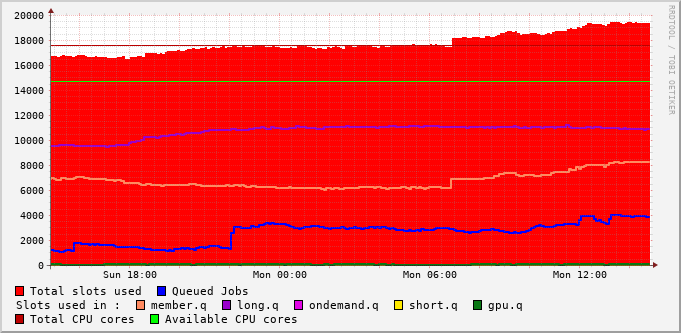 20000
18000
16000
14000
12000
10000
8000
6000
4000
2000
0
Sun 18:00 Mon 00:00 Mon 06:00 Mon 12:00
Total slots used Queued Jobs
Slots used in : member.q long.q ondemand.q short.q gpu.q
Total CPU cores Available CPU cores
RRDTOOL / TOBI OETIKER